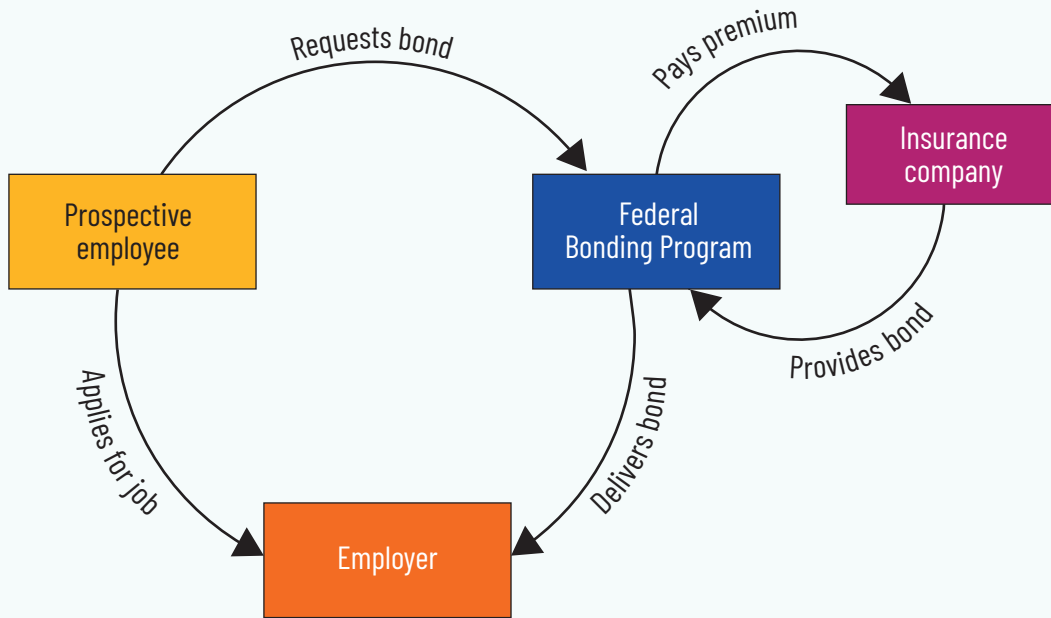 Requests bond
Pays premium
Insurance
company
Prospective
employee
Federal
Bonding Program
Provides bond
Applies for job
Delivers bond
Employer